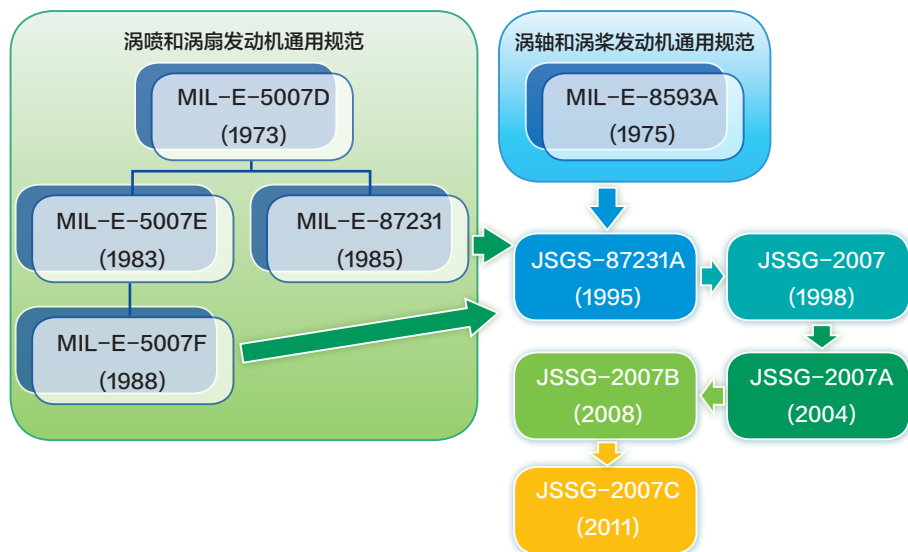 涡喷和涡扇发动机通用规范
MIL-E-5007D
(1973)
MIL-E-5007E
(1983)
MIL-E-87231
(1985)
MIL-E-5007F
(1988)
涡轴和涡桨发动机通用规范
MIL-E-8593A
(1975)
JSGS-87231A
(1995)
JSSG-2007
(1998)
JSSG-2007B
(2008)
JSSG-2007A
(2004)
JSSG-2007C
(2011)